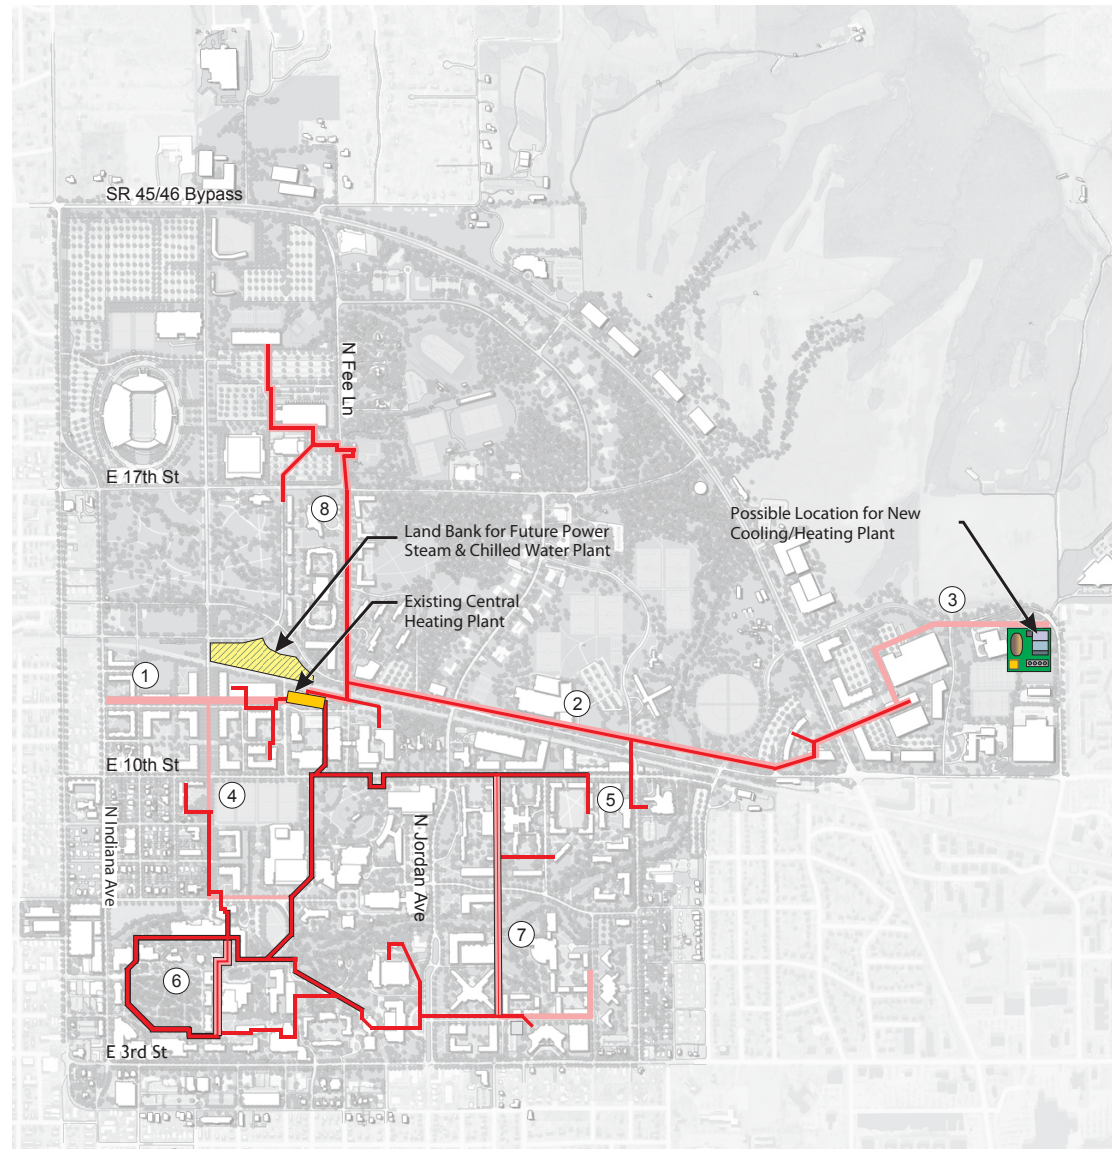 SR 45/46 Bypass
N Fee Ln
E 17th St
8
Land Bank for Future Power
Steam & Chilled Water Plant
Possible Location for New
Cooling/Heating Plant
Existing Central
Heating Plant
3
1
2
E 10th St
4
5
N Indiana Ave
N Jordan Ave
7
6
E 3rd St